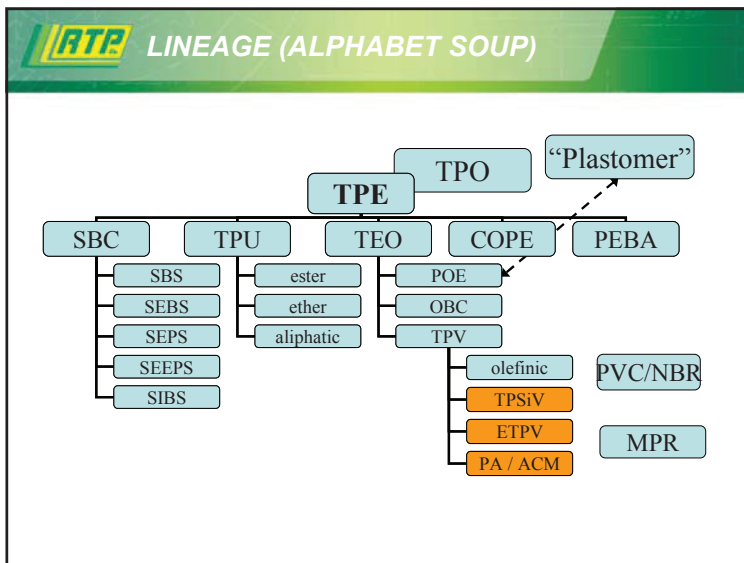 RTP
CO.
LINEAGE (ALPHABET SOUP)
“Plastomer”
TPO
TPE
SBC
TPU
TEO
COPE
PEBA
SBS
SEBS
SEPS
SEEPS
SIBS
ester
ether
aliphatic
POE
OBC
TPV
olefinic
TPSiV
ETPV
PA / ACM
PVC/NBR
MPR